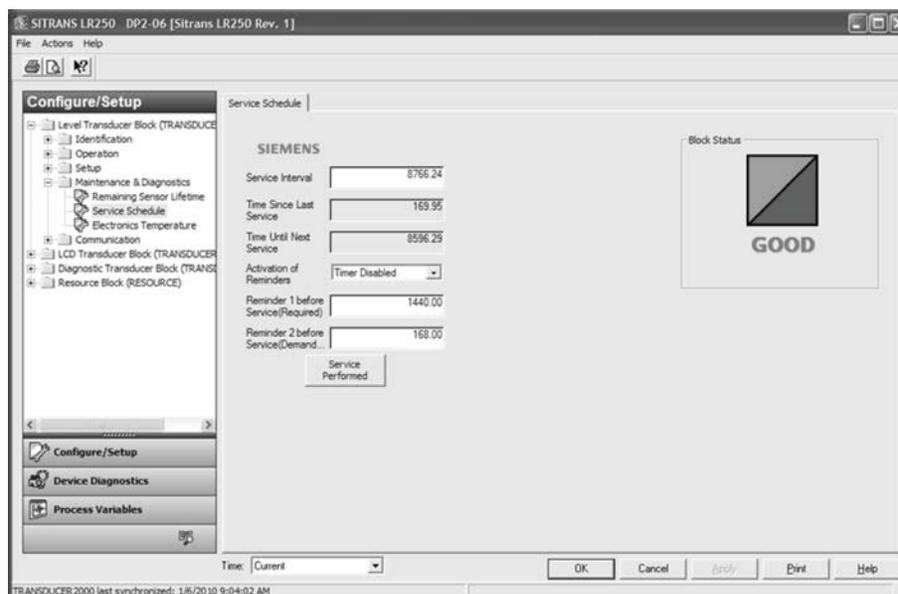 SITRANS LR250 DP2-06 [Sitrans LR250 Rev. 1]
File Actions Help
Configure/Setup
Level Transducer Block (TRANSDUCE
Identification
Operation
Setup
Maintenance & Diagnostics
Remaining Sensor Lifetime
Service Schedule
Electronics Temperature
Communication
LCD Transducer Block (TRANSDUCER
Diagnostic Transducer Block (TRANSD
Resource Block (RESOURCE)
Configure/Setup
Device Diagnostics
Process Variables
Service Schedule
SIEMENS
Service Interval 8766.24
Time Since Last
Service 169.95
Time Until Next
Service 8596.29
Activation of
Reminders Timer Disabled
Reminder 1 before
Service(Required) 1440.00
Reminder 2 before
Service(Demand... 168.00
Service
Performed
Block Status
GOOD
Time: Current
OK Cancel Apply Print Help
TRANSDUCER2000 last synchronized: 1/6/2010 9:04:02 AM